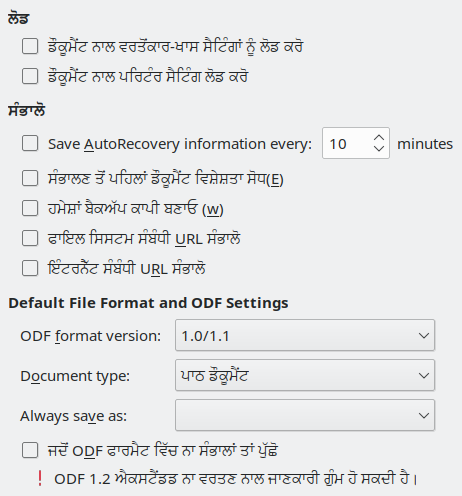 ਲੋਡ
ਡੌਕੂਮੈਂਟ ਨਾਲ ਵਰਤੋਂਕਾਰ-ਖਾਸ ਸੈਟਿੰਗਾਂ ਨੂੰ ਲੋਡ ਕਰੋ
ਡੌਕੂਮੈਂਟ ਨਾਲ ਪਰਿਟੰਰ ਸੈਟਿੰਗ ਲੋਡ ਕਰੋ
ਸੰਭਾਲੋ
Save AutoRecovery information every: 10 minutes
ਸੰਭਾਲਣ ਤੋਂ ਪਹਿਲਾਂ ਡੌਕੂਮੈਂਟ ਵਿਸ਼ੇਸ਼ਤਾ ਸੋਧ(E)
ਹਮੇਸ਼ਾਂ ਬੈਕਅੱਪ ਕਾਪੀ ਬਣਾਓ (w)
ਫਾਇਲ ਸਿਸਟਮ ਸੰਬੰਧੀ URL ਸੰਭਾਲੋ
ਇੰਟਰਨੈੱਟ ਸੰਬੰਧੀ URL ਸੰਭਾਲੋ
Default File Format and ODF Settings
ODF format version: 1.0/1.1
Document type: ਪਾਠ ਡੌਕੂਮੈਂਟ
Always save as:
ਜਦੋਂ ODF ਫਾਰਮੈਟ ਵਿੱਚ ਨਾ ਸੰਭਾਲਾਂ ਤਾਂ ਪੁੱਛੋ
ODF 1.2 ਐਕਸਟੈਂਡਡ ਨਾ ਵਰਤਣ ਨਾਲ ਜਾਣਕਾਰੀ ਗੁੰਮ ਹੋ ਸਕਦੀ ਹੈ।